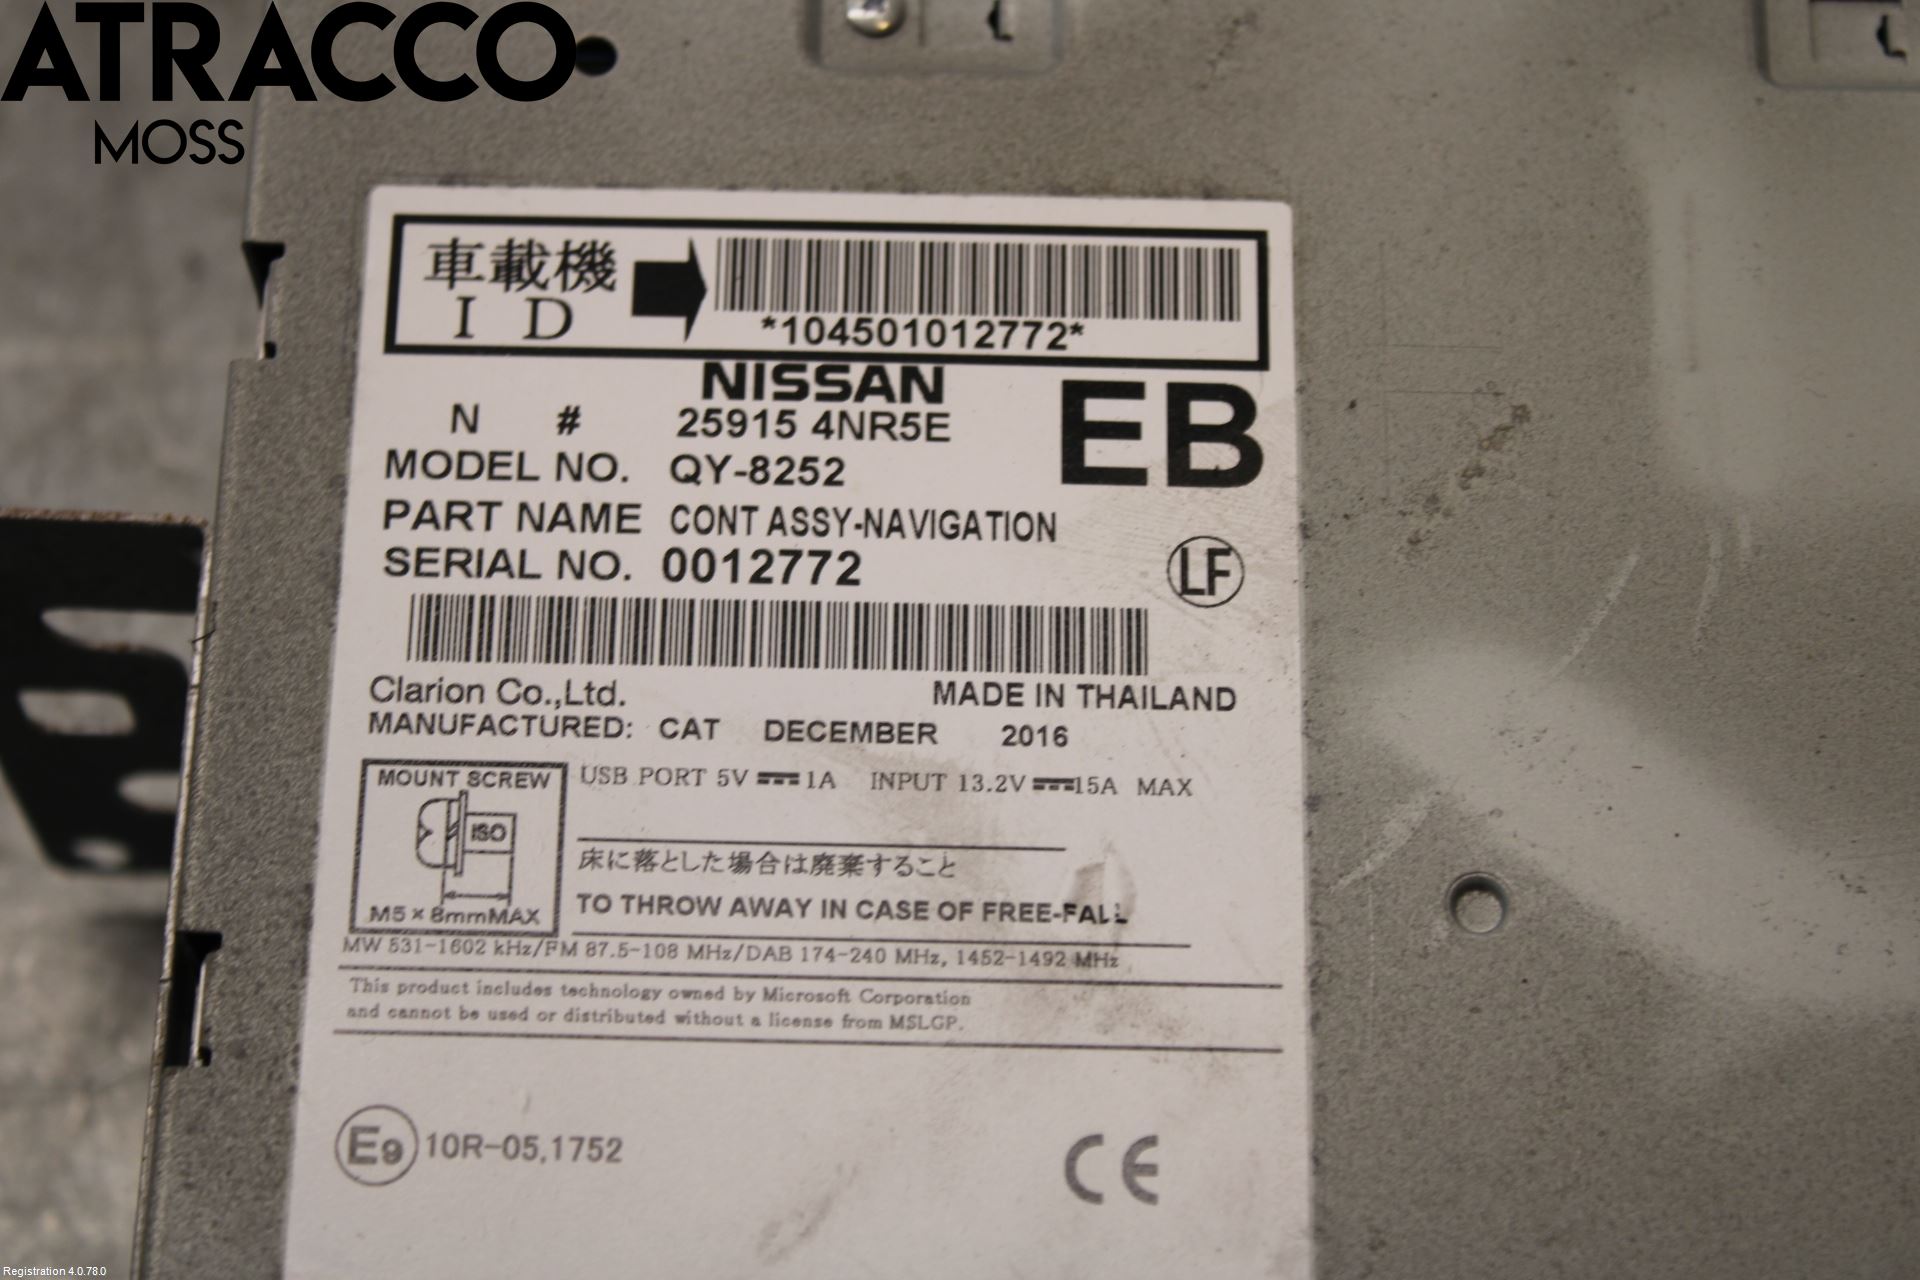 ATRACCO
MOSS
車載機
ID
*104501012772*
NISSAN
N # 25915 4NR5E
EB
MODEL NO. QY-8252
PART NAME CONT ASSY-NAVIGATION
SERIAL NO. 0012772
LF
Clarion Co.,Ltd. MADE IN THAILAND
MANUFACTURED: CAT DECEMBER 2016
MOUNT SCREW
ISO
M5×8mmMAX
USB PORT 5V ⎓ 1A INPUT 13.2V ⎓ 15A MAX
床に落とした場合は廃棄すること
TO THROW AWAY IN CASE OF FREE-FALL
MW 531-1602 kHz/FM 87.5-108 MHz/DAB 174-240 MHz, 1452-1492 MHz
This product includes technology owned by Microsoft Corporation
and cannot be used or distributed without a license from MSLGP.
E9 10R-05,1752
CE
Registration 4.0.78.0